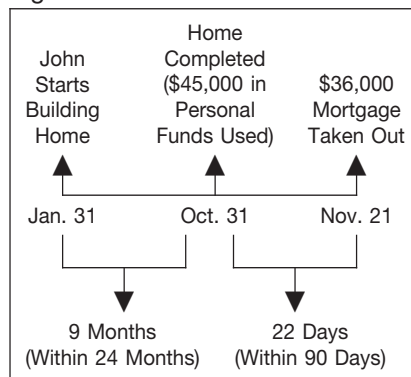 John
Starts
Building
Home
Home
Completed
($45,000 in
Personal
Funds Used)
$36,000
Mortgage
Taken Out
Jan. 31
Oct. 31
Nov. 21
9 Months
(Within 24 Months)
22 Days
(Within 90 Days)